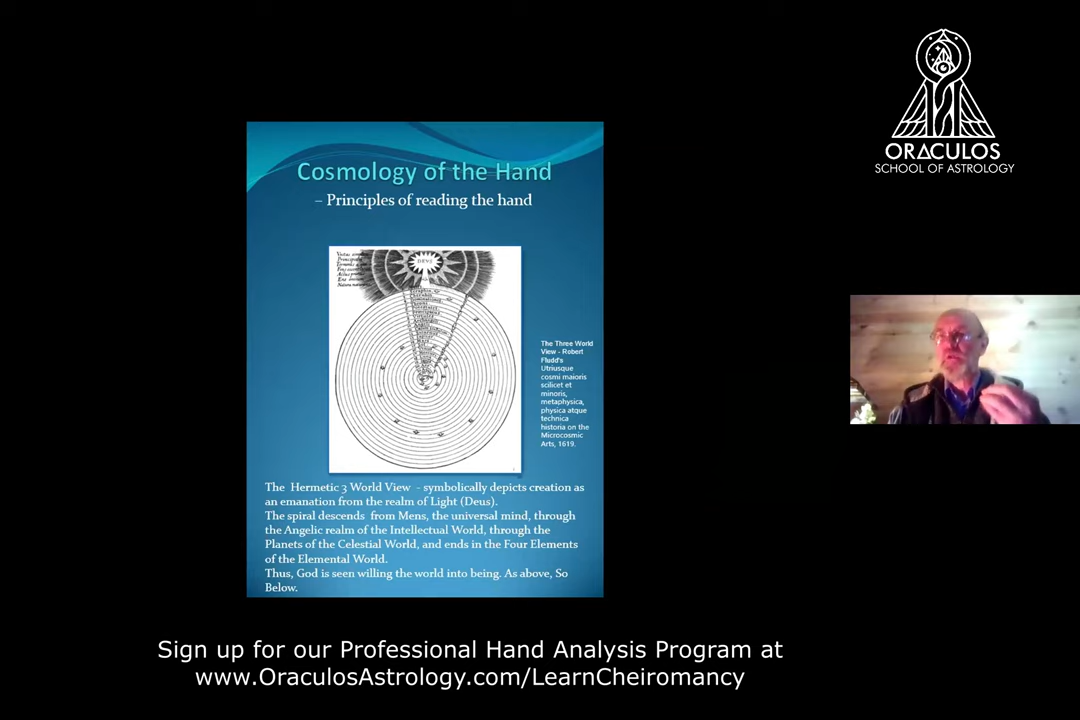 ORACULOS
SCHOOL OF ASTROLOGY
Cosmology of the Hand
– Principles of reading the hand
DEVS
The Three World
View - Robert
Fludd's
Utriusque
cosmi maioris
scilicet et
minoris,
metaphysica,
physica atque
technica
historia on the
Microcosmic
Arts, 1619.
The Hermetic 3 World View - symbolically depicts creation as
an emanation from the realm of Light (Deus).
The spiral descends from Mens, the universal mind, through
the Angelic realm of the Intellectual World, through the
Planets of the Celestial World, and ends in the Four Elements
of the Elemental World.
Thus, God is seen willing the world into being. As above, So
Below.
Sign up for our Professional Hand Analysis Program at
www.OraculosAstrology.com/LearnCheiromancy